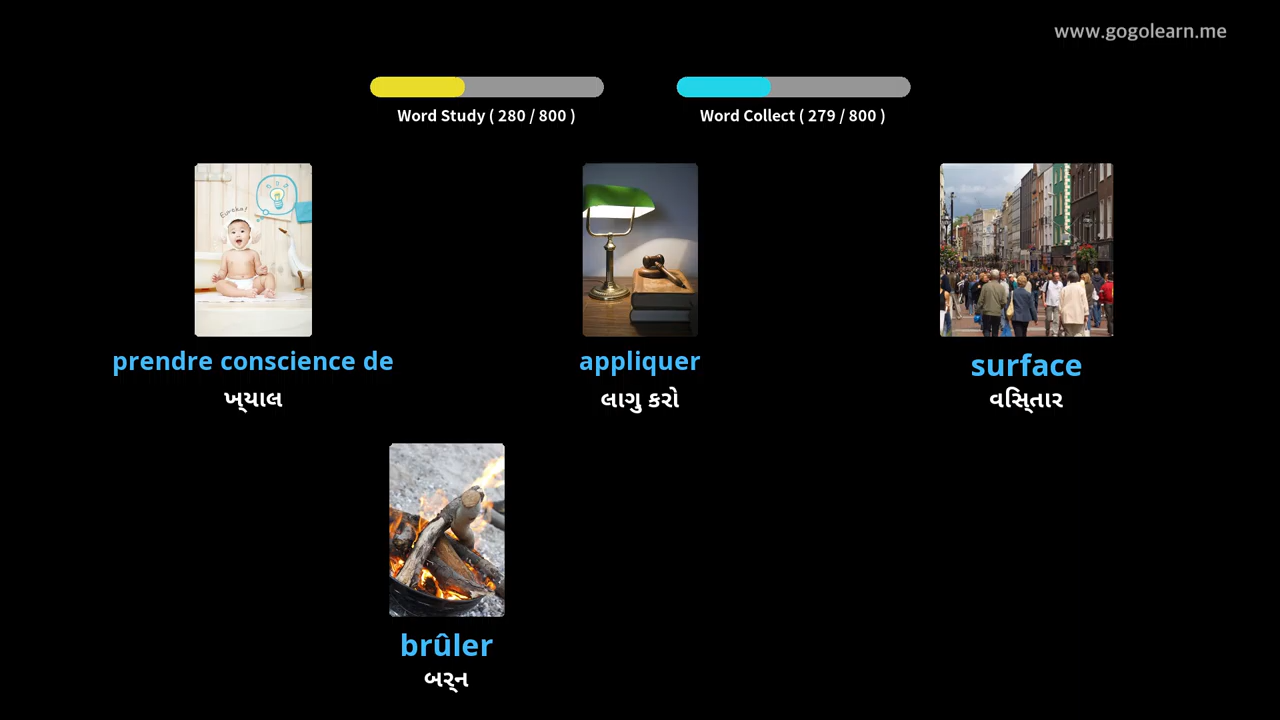 www.gogolearn.me
Word Study ( 280 / 800 )
Word Collect ( 279 / 800 )
Eureka!
prendre conscience de
appliquer
surface
ખ્યાલ
લાગુ કરો
વિસ્તાર
brûler
બર્ન